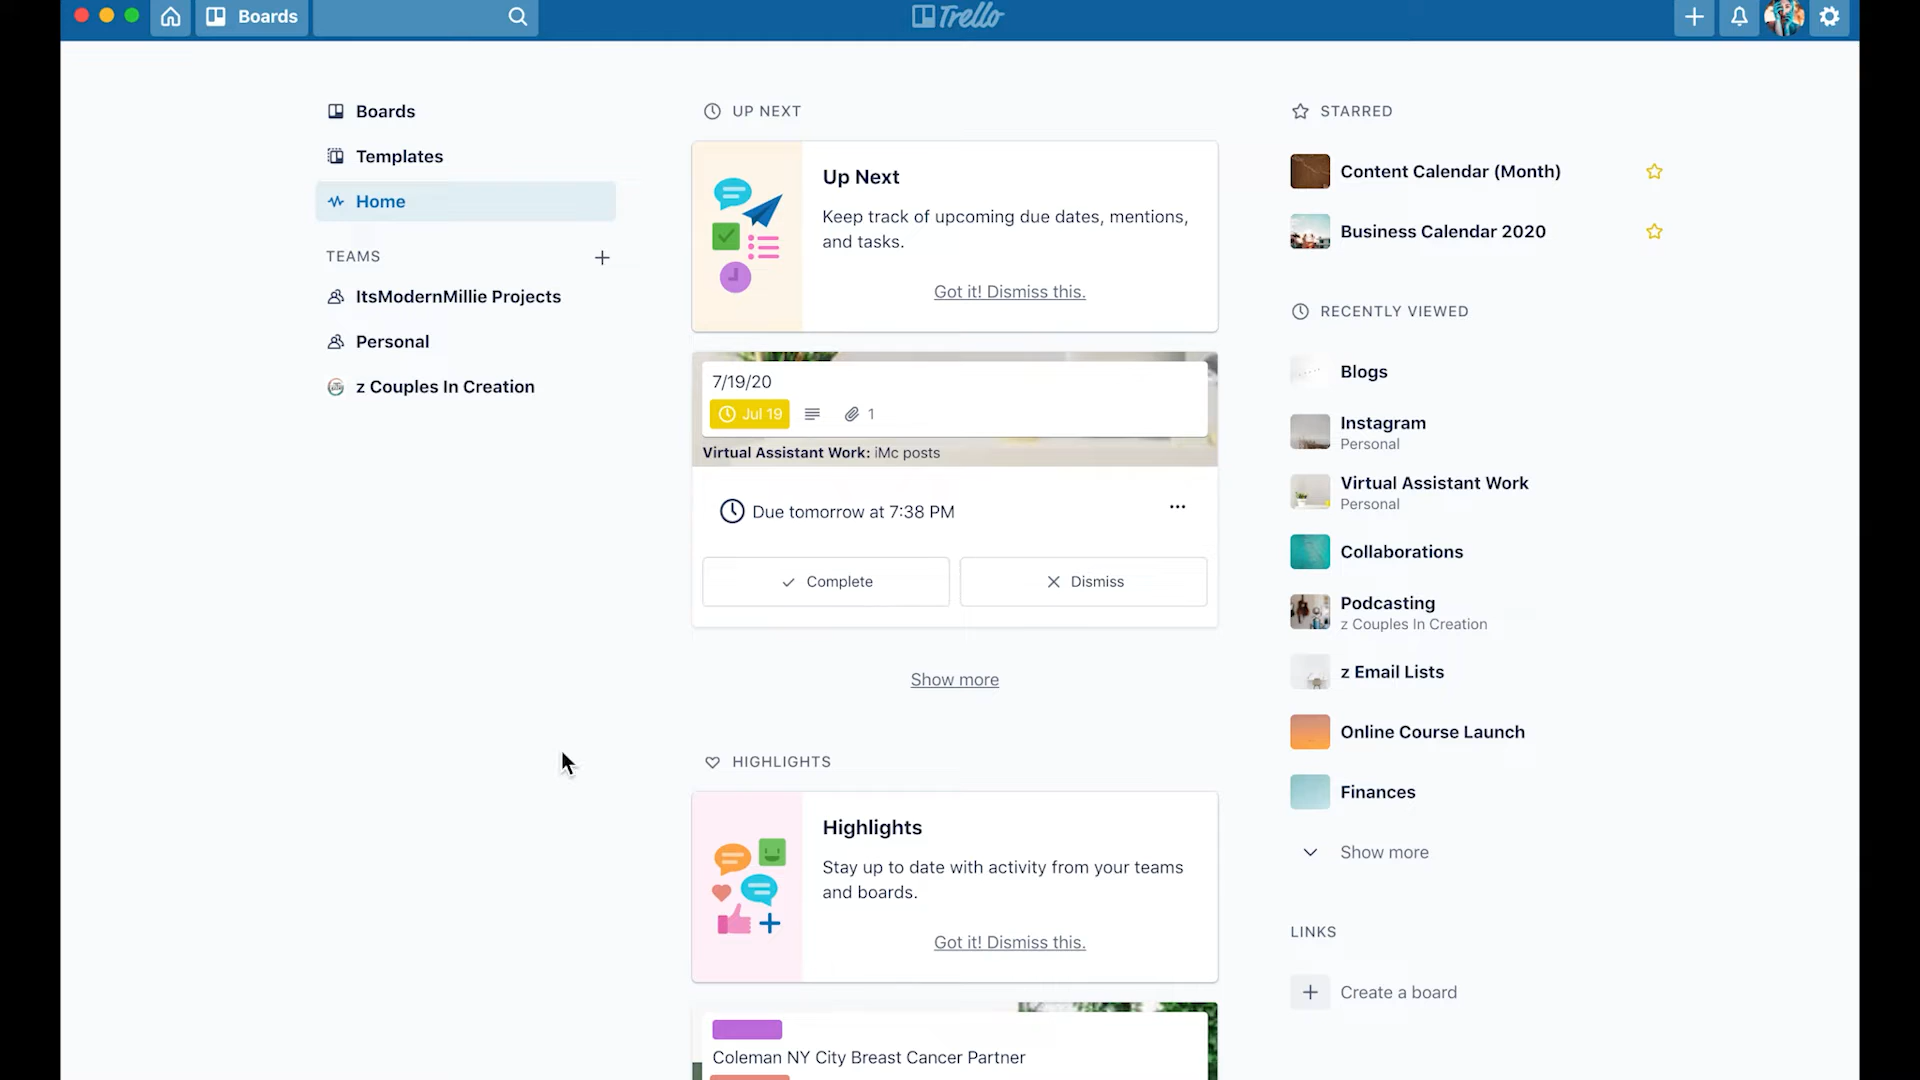 Boards
Trello
Boards
Templates
Home
TEAMS
ItsModernMillie Projects
Personal
z Couples In Creation
UP NEXT
Up Next
Keep track of upcoming due dates, mentions,
and tasks.
Got it! Dismiss this.
7/19/20
Jul 19
1
Virtual Assistant Work: iMc posts
Due tomorrow at 7:38 PM
Complete
Dismiss
Show more
HIGHLIGHTS
Highlights
Stay up to date with activity from your teams
and boards.
Got it! Dismiss this.
Coleman NY City Breast Cancer Partner
STARRED
Content Calendar (Month)
Business Calendar 2020
RECENTLY VIEWED
Blogs
Instagram
Personal
Virtual Assistant Work
Personal
Collaborations
Podcasting
z Couples In Creation
z Email Lists
Online Course Launch
Finances
Show more
LINKS
Create a board